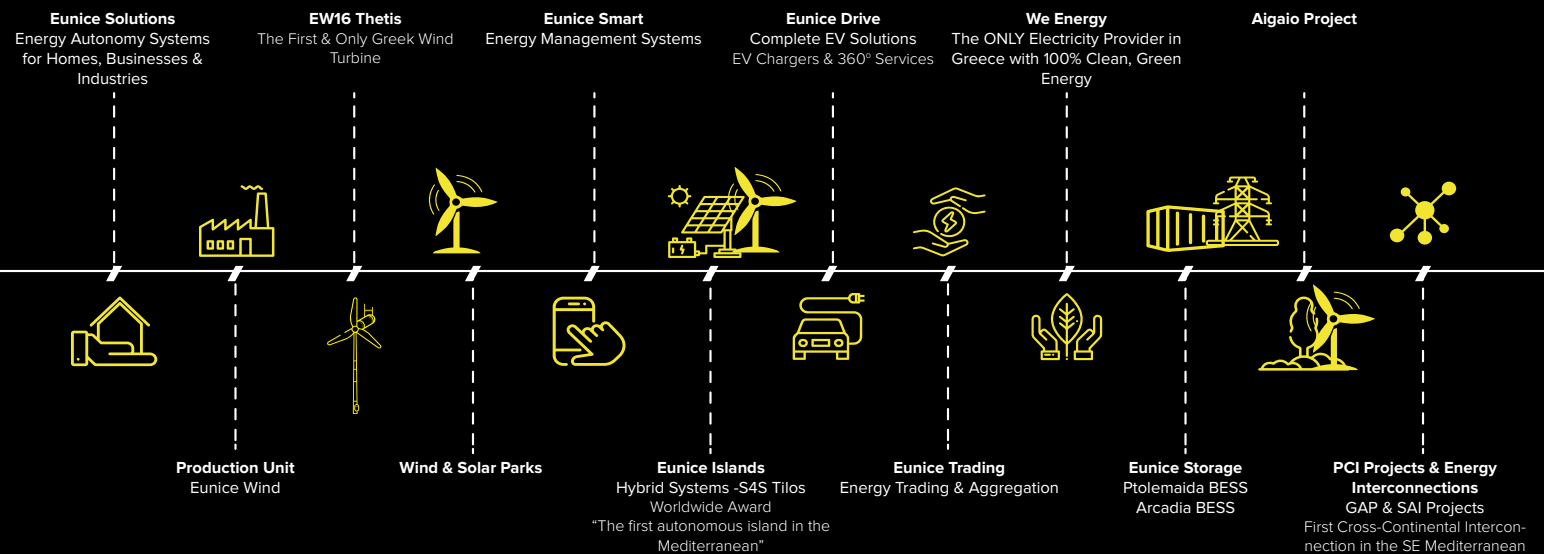 Eunice Solutions
Energy Autonomy Systems
for Homes, Businesses &
Industries
EW16 Thetis
The First & Only Greek Wind
Turbine
Eunice Smart
Energy Management Systems
Eunice Drive
Complete EV Solutions
EV Chargers & 360º Services
We Energy
The ONLY Electricity Provider in
Greece with 100% Clean, Green
Energy
Aigaio Project
Production Unit
Eunice Wind
Wind & Solar Parks
Eunice Islands
Hybrid Systems -S4S Tilos
Worldwide Award
“The first autonomous island in the
Mediterranean”
Eunice Trading
Energy Trading & Aggregation
Eunice Storage
Ptolemaida BESS
Arcadia BESS
PCI Projects & Energy
Interconnections
GAP & SAI Projects
First Cross-Continental Intercon-
nection in the SE Mediterranean